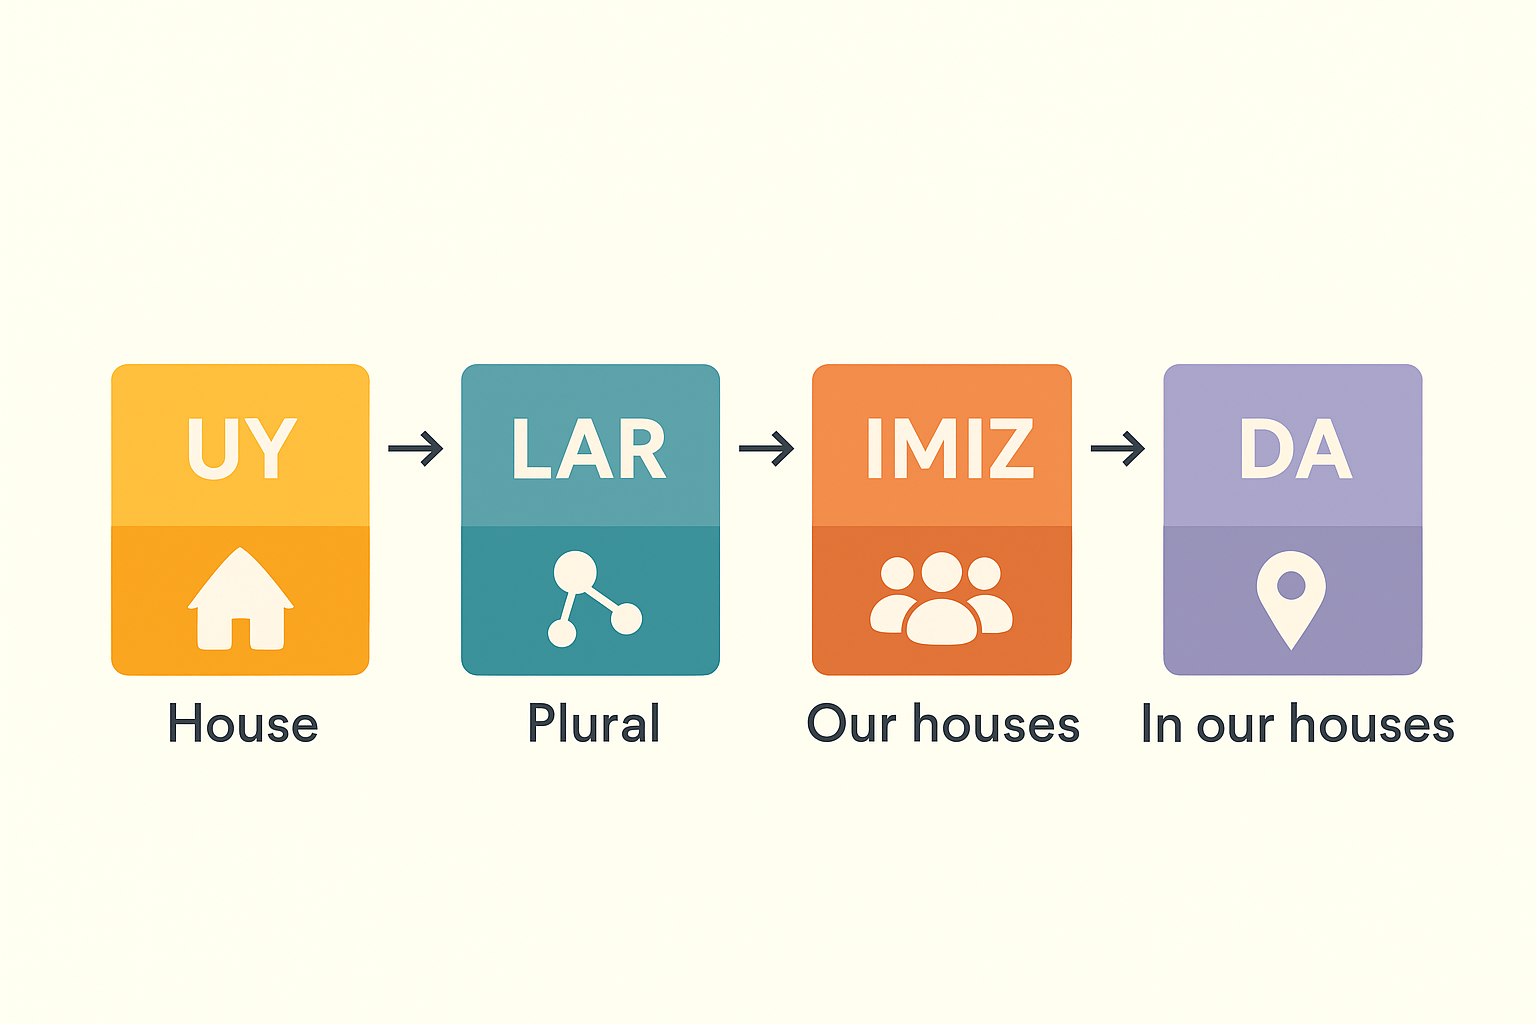 UY
LAR
IMIZ
DA
House
Plural
Our houses
In our houses